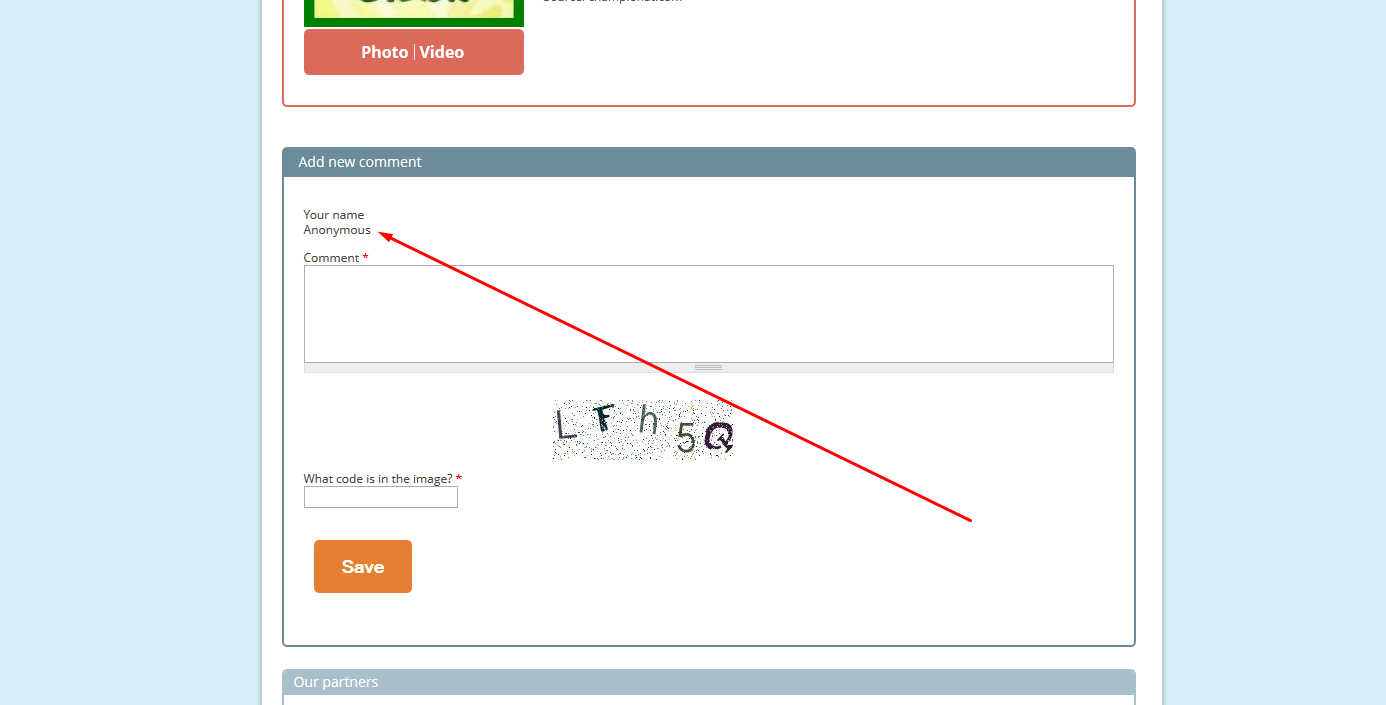 Photo | Video
Add new comment
Your name
Anonymous
Comment *
LFh5Q
What code is in the image? *
Save
Our partners